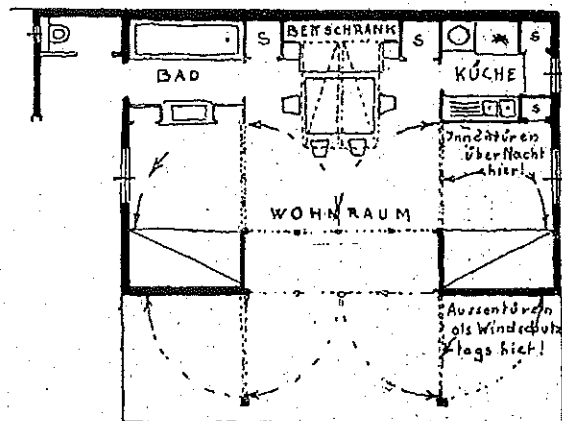 S
BETTSCHRANK
S
S
BAD
KÜCHE
S
Innentüren
über Nacht
hier!
WOHNRAUM
Aussentüren
als Windschutz
tags hier!